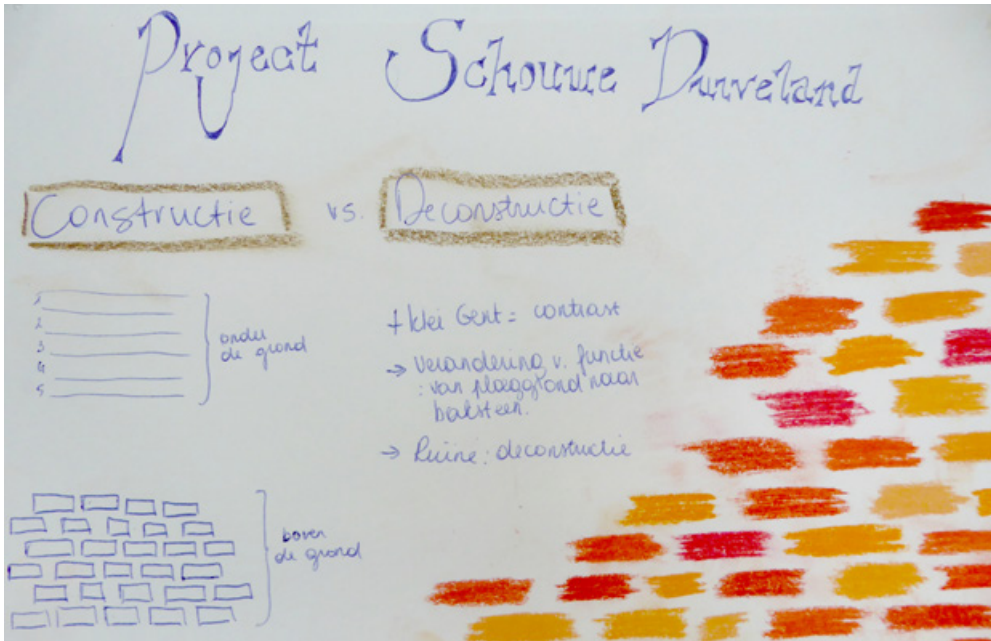 Project Schouwe Duiveland
Constructie vs. Deconstructie
1
2
3
4
5
onder
de grond
+ klei Gent = contrast
→ Verandering v. functie
: van ploeggrond naar
baksteen.
→ Ruïne : deconstructie
boven
de grond